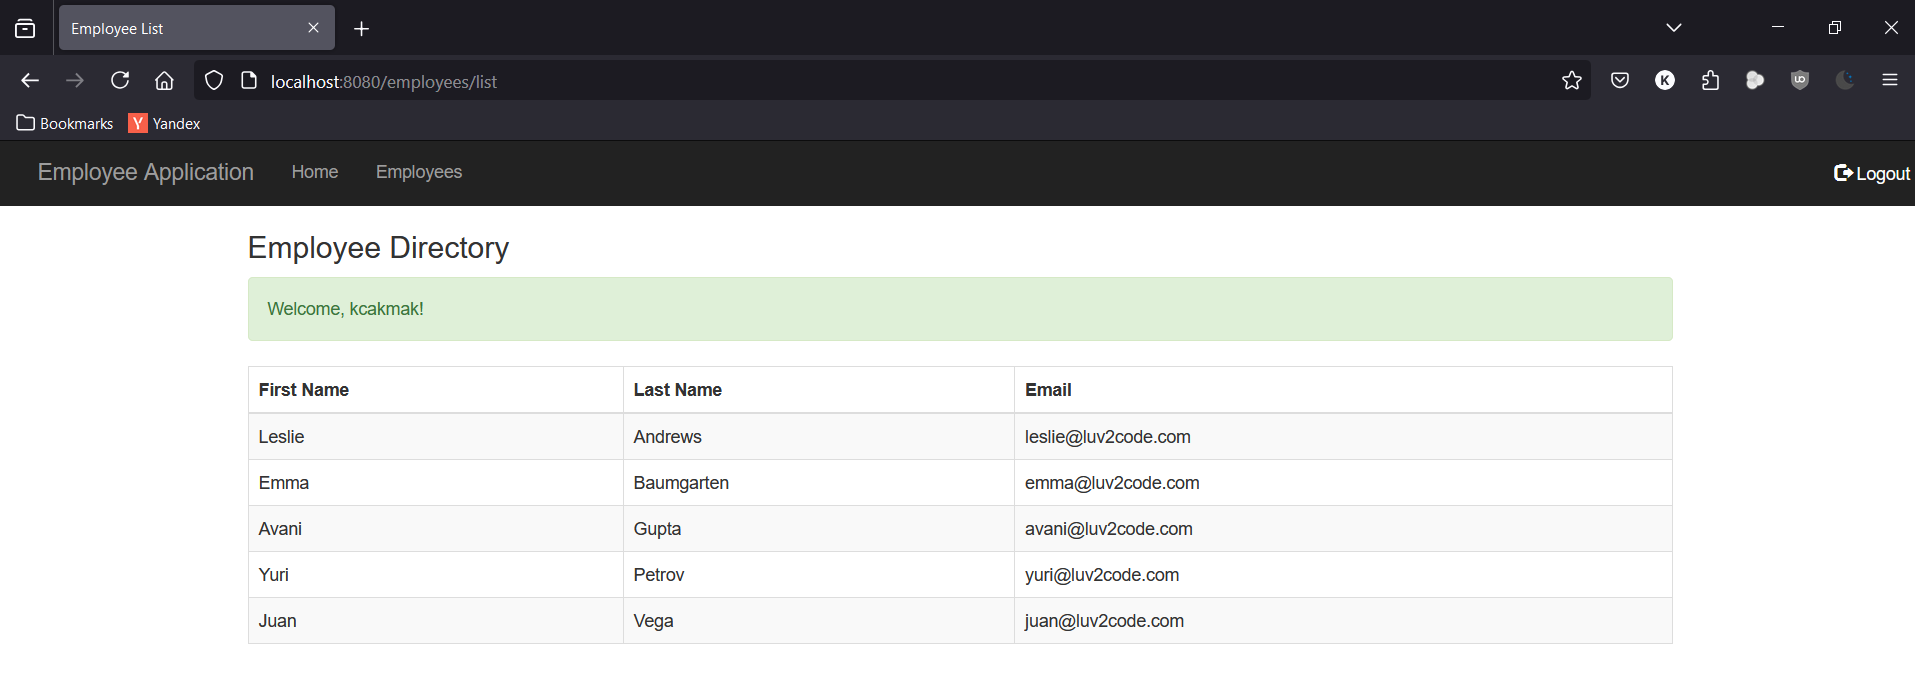 Employee List
localhost:8080/employees/list
K
Bookmarks Y Yandex
Employee Application Home Employees Logout
Employee Directory
Welcome, kcakmak!
First Name Last Name Email
Leslie Andrews leslie@luv2code.com
Emma Baumgarten emma@luv2code.com
Avani Gupta avani@luv2code.com
Yuri Petrov yuri@luv2code.com
Juan Vega juan@luv2code.com